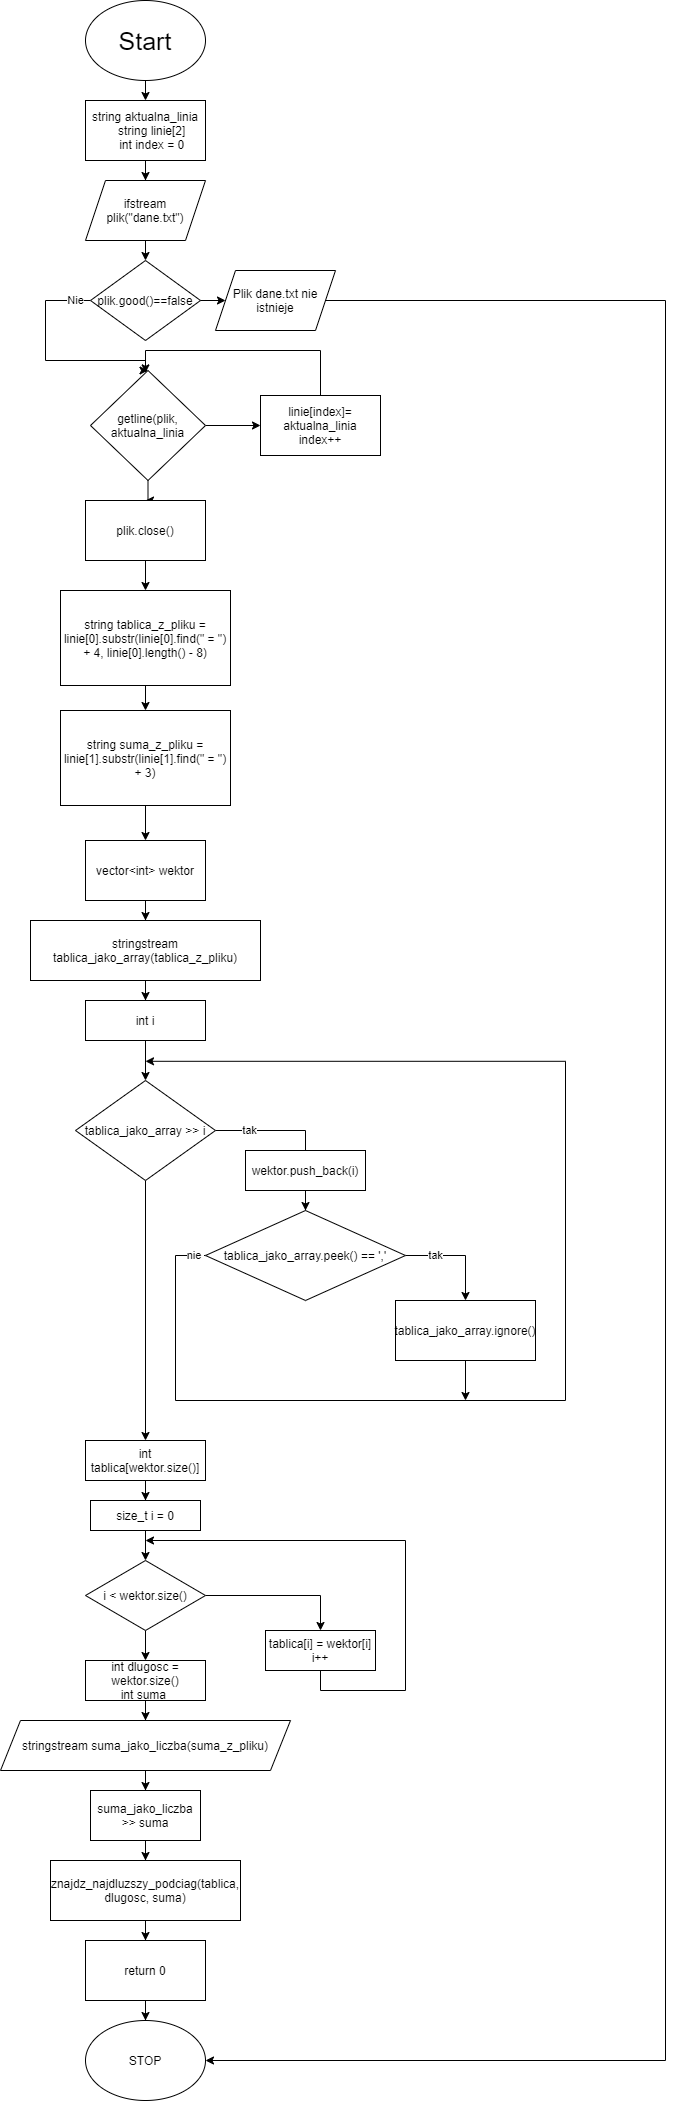 Start
string aktualna_linia
string linie[2]
int index = 0
ifstream
plik("dane.txt")
Nie
plik.good()==false
Plik dane.txt nie
istnieje
getline(plik,
aktualna_linia
linie[index]=
aktualna_linia
index++
plik.close()
string tablica_z_pliku =
linie[0].substr(linie[0].find(" = ")
+ 4, linie[0].length() - 8)
string suma_z_pliku =
linie[1].substr(linie[1].find(" = ")
+ 3)
vector<int> wektor
stringstream
tablica_jako_array(tablica_z_pliku)
int i
tablica_jako_array >> i
tak
wektor.push_back(i)
nie
tablica_jako_array.peek() == ','
tak
tablica_jako_array.ignore()
int
tablica[wektor.size()]
size_t i = 0
i < wektor.size()
tablica[i] = wektor[i]
i++
int dlugosc =
wektor.size()
int suma
stringstream suma_jako_liczba(suma_z_pliku)
suma_jako_liczba
>> suma
znajdz_najdluzszy_podciag(tablica,
dlugosc, suma)
return 0
STOP